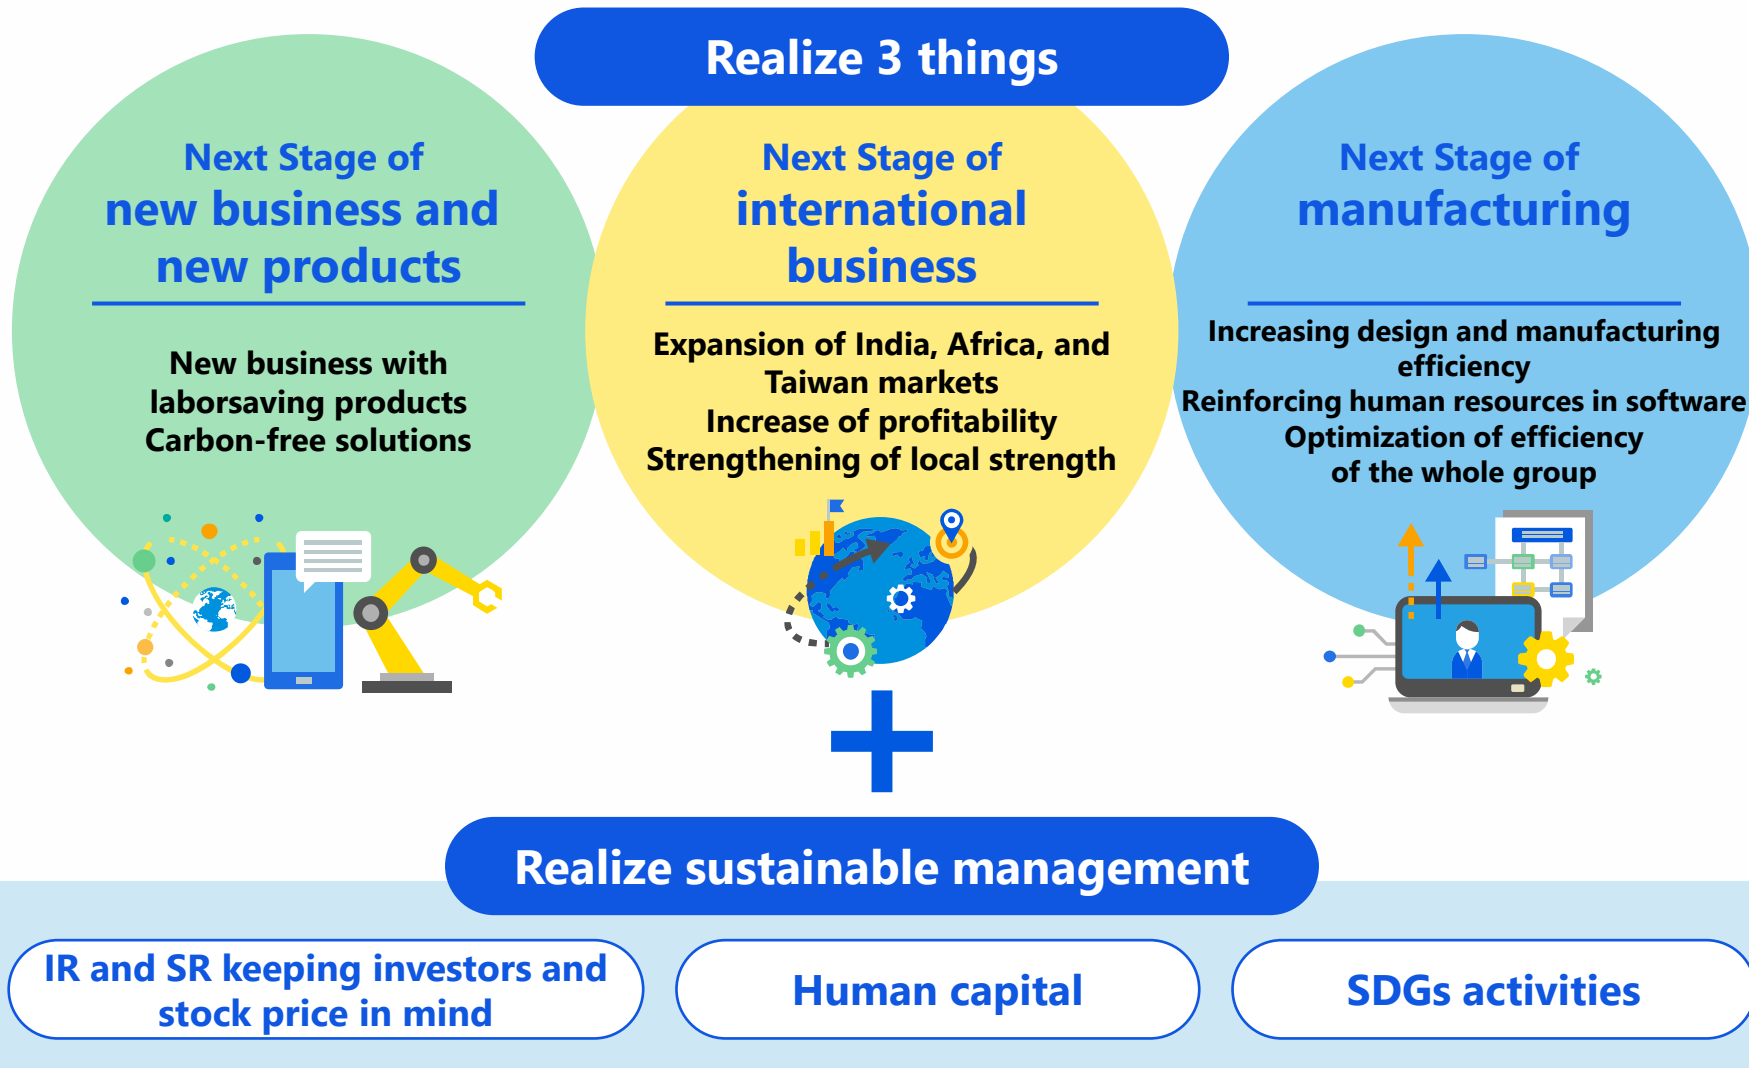 Realize 3 things
Next Stage of
new business and
new products
New business with
laborsaving products
Carbon-free solutions
Next Stage of
international
business
Expansion of India, Africa, and
Taiwan markets
Increase of profitability
Strengthening of local strength
Next Stage of
manufacturing
Increasing design and manufacturing
efficiency
Reinforcing human resources in software
Optimization of efficiency
of the whole group
Realize sustainable management
IR and SR keeping investors and
stock price in mind
Human capital
SDGs activities